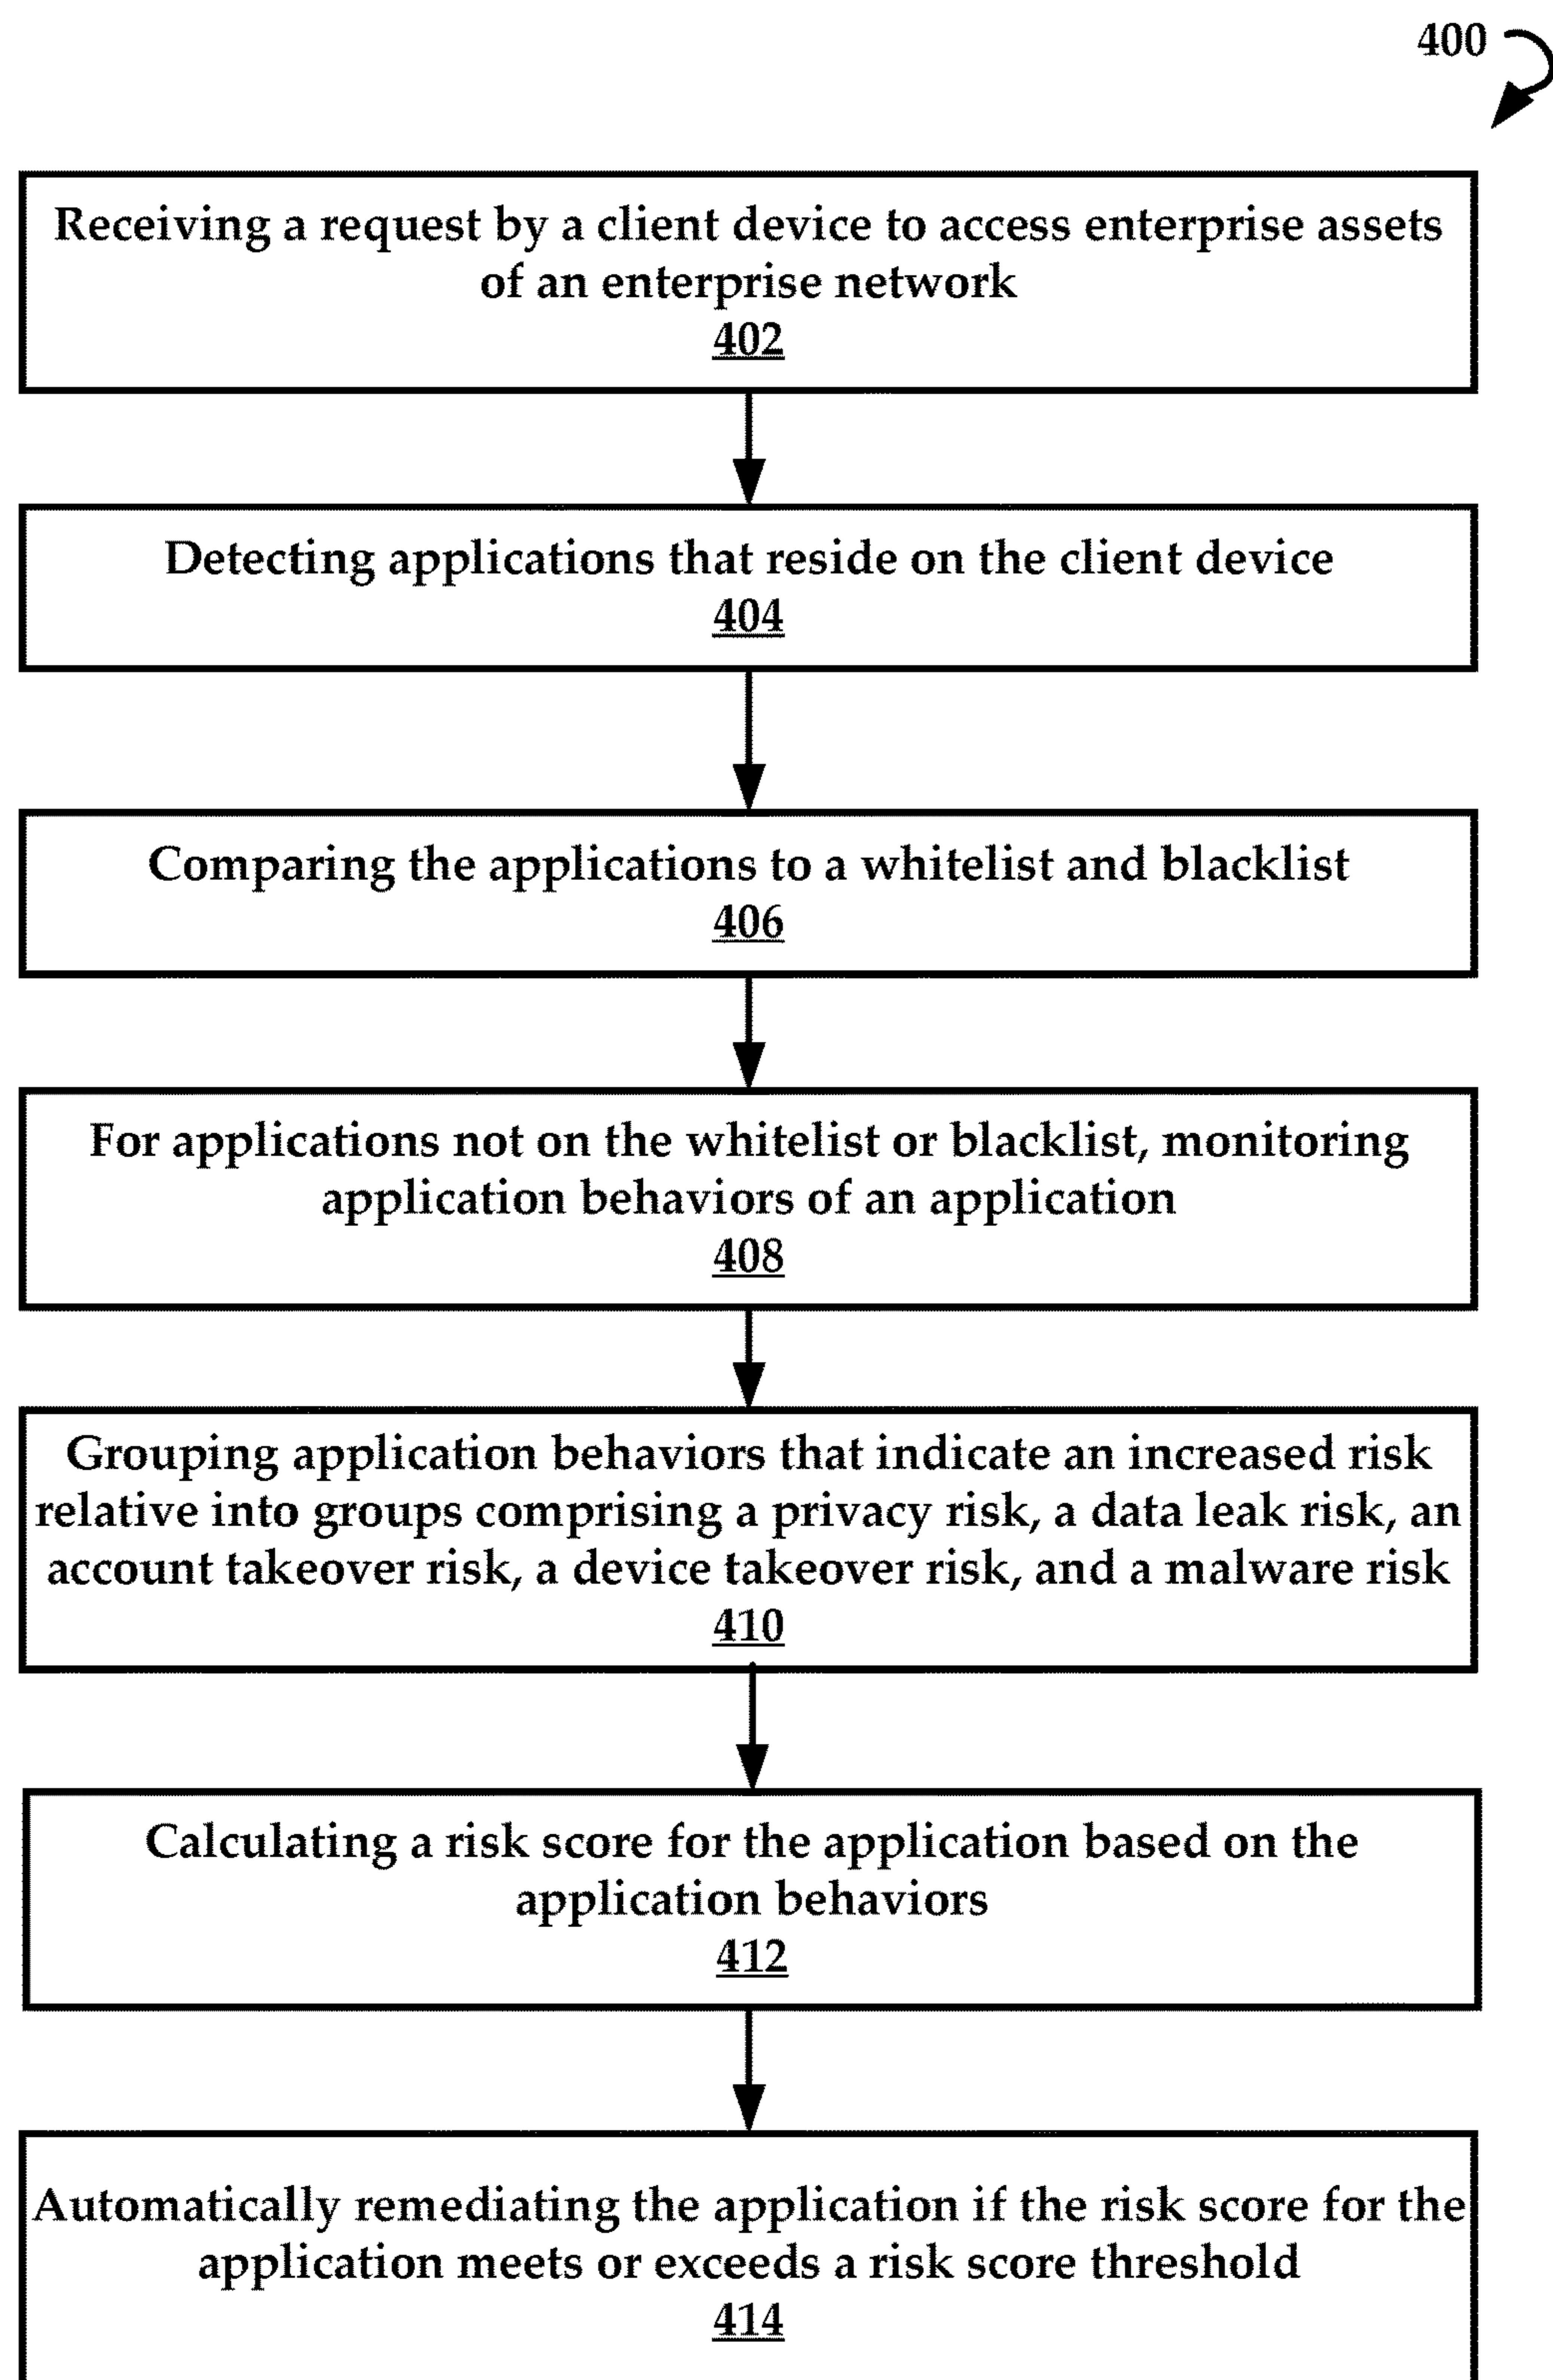 400
Receiving a request by a client device to access enterprise assets
of an enterprise network
402
Detecting applications that reside on the client device
404
Comparing the applications to a whitelist and blacklist
406
For applications not on the whitelist or blacklist, monitoring
application behaviors of an application
408
Grouping application behaviors that indicate an increased risk
relative into groups comprising a privacy risk, a data leak risk, an
account takeover risk, a device takeover risk, and a malware risk
410
Calculating a risk score for the application based on the
application behaviors
412
Automatically remediating the application if the risk score for the
application meets or exceeds a risk score threshold
414